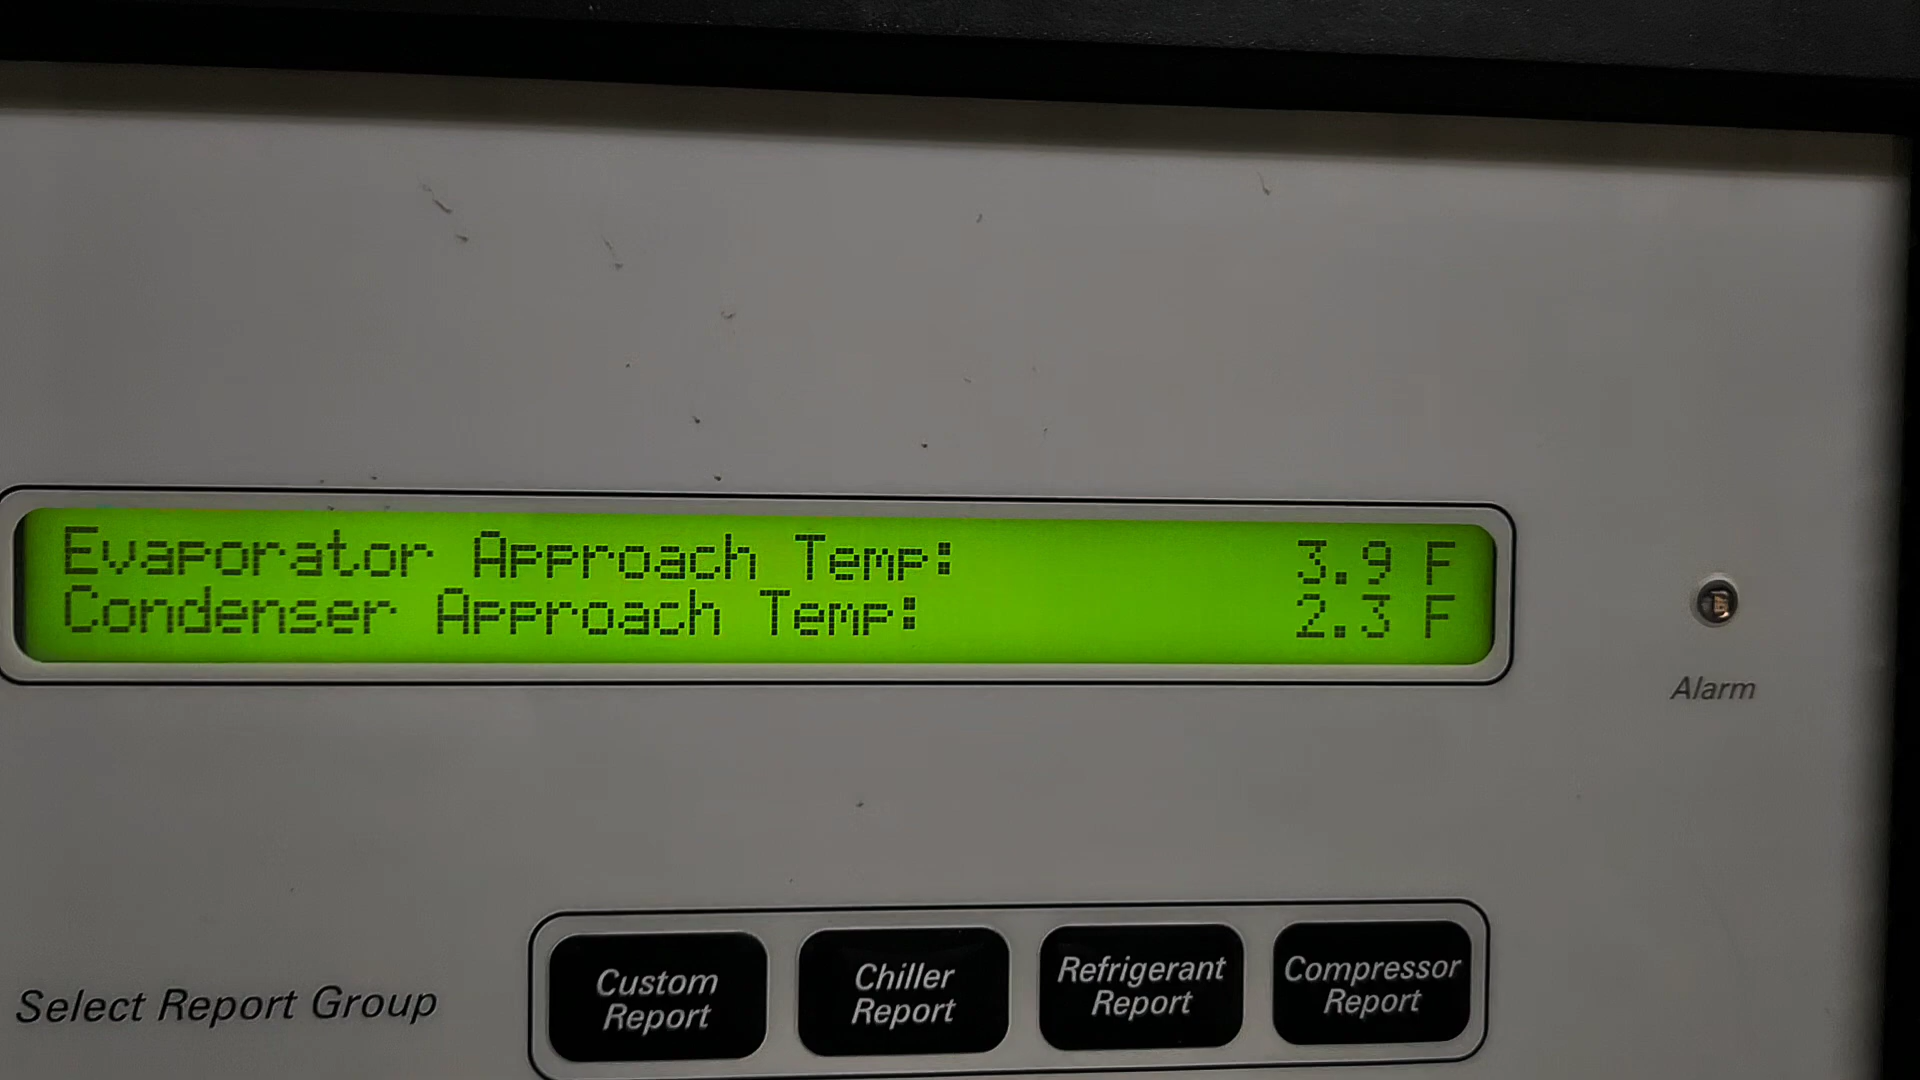 Evaporator Approach Temp: 3.9 F
Condenser Approach Temp: 2.3 F
Alarm
Select Report Group
Custom Report
Chiller Report
Refrigerant Report
Compressor Report